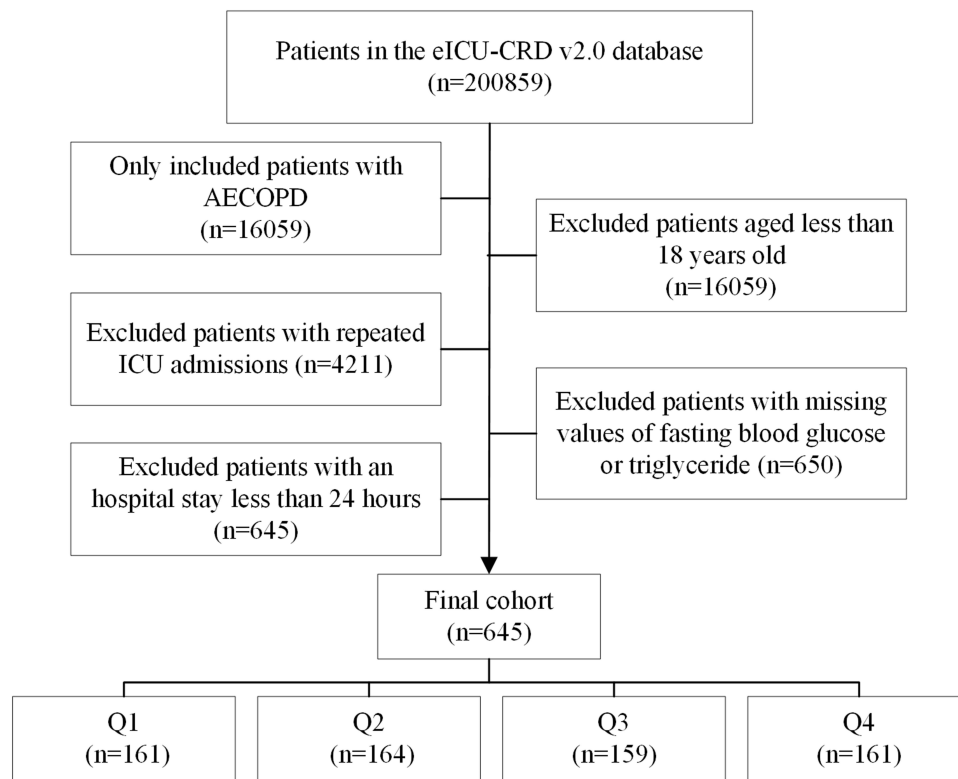 Patients in the eICU-CRD v2.0 database
(n=200859)
Only included patients with
AECOPD
(n=16059)
Excluded patients aged less than
18 years old
(n=16059)
Excluded patients with repeated
ICU admissions (n=4211)
Excluded patients with missing
values of fasting blood glucose
or triglyceride (n=650)
Excluded patients with an
hospital stay less than 24 hours
(n=645)
Final cohort
(n=645)
Q1
(n=161)
Q2
(n=164)
Q3
(n=159)
Q4
(n=161)